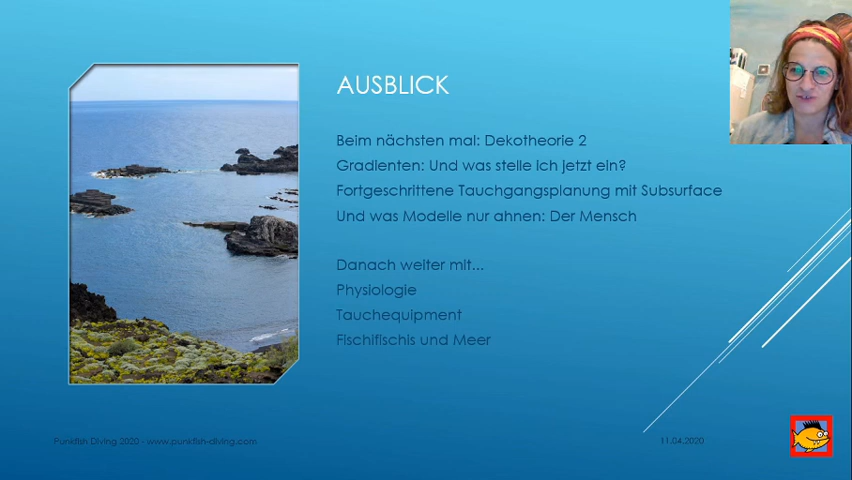 AUSBLICK
Beim nächsten mal: Dekotheorie 2
Gradienten: Und was stelle ich jetzt ein?
Fortgeschrittene Tauchgangsplanung mit Subsurface
Und was Modelle nur ahnen: Der Mensch
Danach weiter mit...
Physiologie
Tauchequipment
Fischifischis und Meer
Punkfish Diving 2020 - www.punkfish-diving.com
11.04.2020